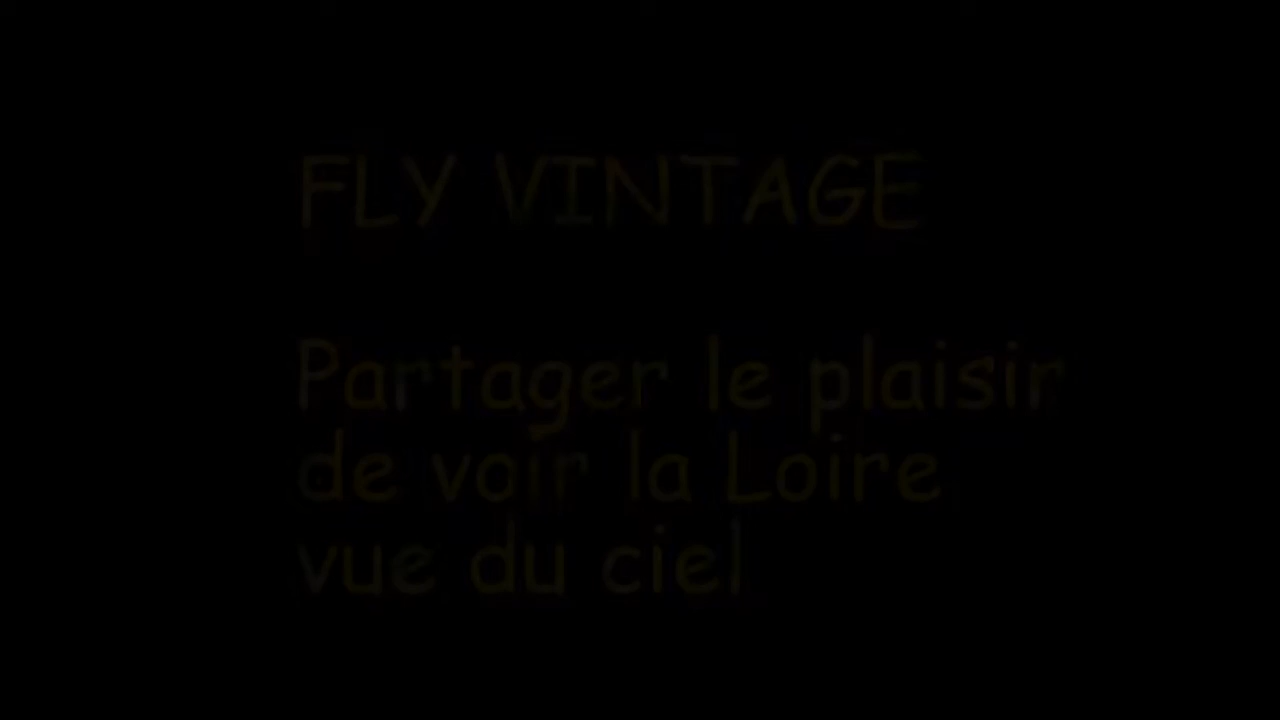 FLY VINTAGE
Partager le plaisir
de voir la Loire
vue du ciel